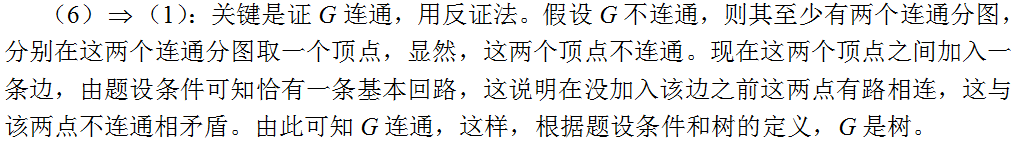 （6）⇒（1）：关键是证 G 连通，用反证法。假设 G 不连通，则其至少有两个连通分图，
分别在这两个连通分图取一个顶点，显然，这两个顶点不连通。现在这两个顶点之间加入一
条边，由题设条件可知恰有一条基本回路，这说明在没加入该边之前这两点有路相连，这与
该两点不连通相矛盾。由此可知 G 连通，这样，根据题设条件和树的定义，G 是树。